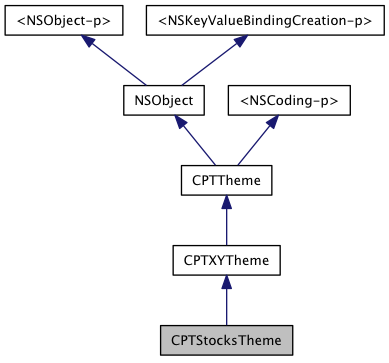 <NSObject-p>
<NSKeyValueBindingCreation-p>
NSObject
<NSCoding-p>
CPTTheme
CPTXYTheme
CPTStocksTheme